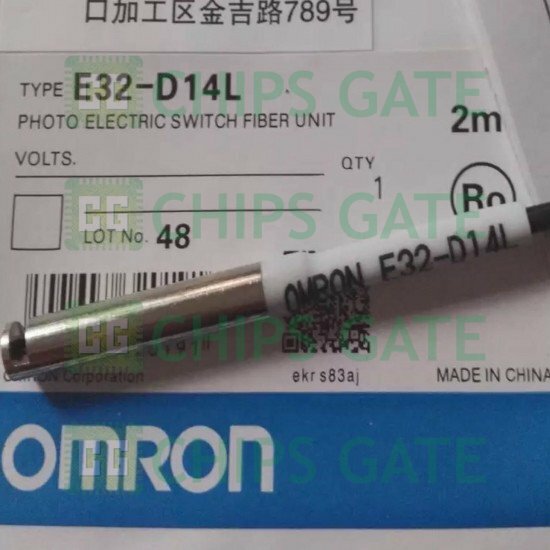 口加工区金吉路789号
TYPE E32-D14L
PHOTO ELECTRIC SWITCH FIBER UNIT
2m
VOLTS.
QTY
1
LOT No. 48
Ro
OMRON E32-D14L
Corporation
ekr s83aj
MADE IN CHINA
OMRON
CHIPS GATE
CHIPS GATE
CHIPS GATE
CHIPS GATE